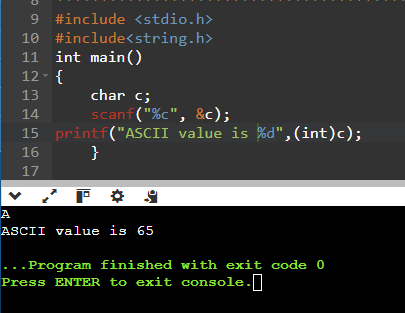 8
9 #include <stdio.h>
10 #include<string.h>
11 int main()
12 {
13 char c;
14 scanf("%c", &c);
15 printf("ASCII value is %d",(int)c);
16 }
17
A
ASCII value is 65
...Program finished with exit code 0
Press ENTER to exit console.